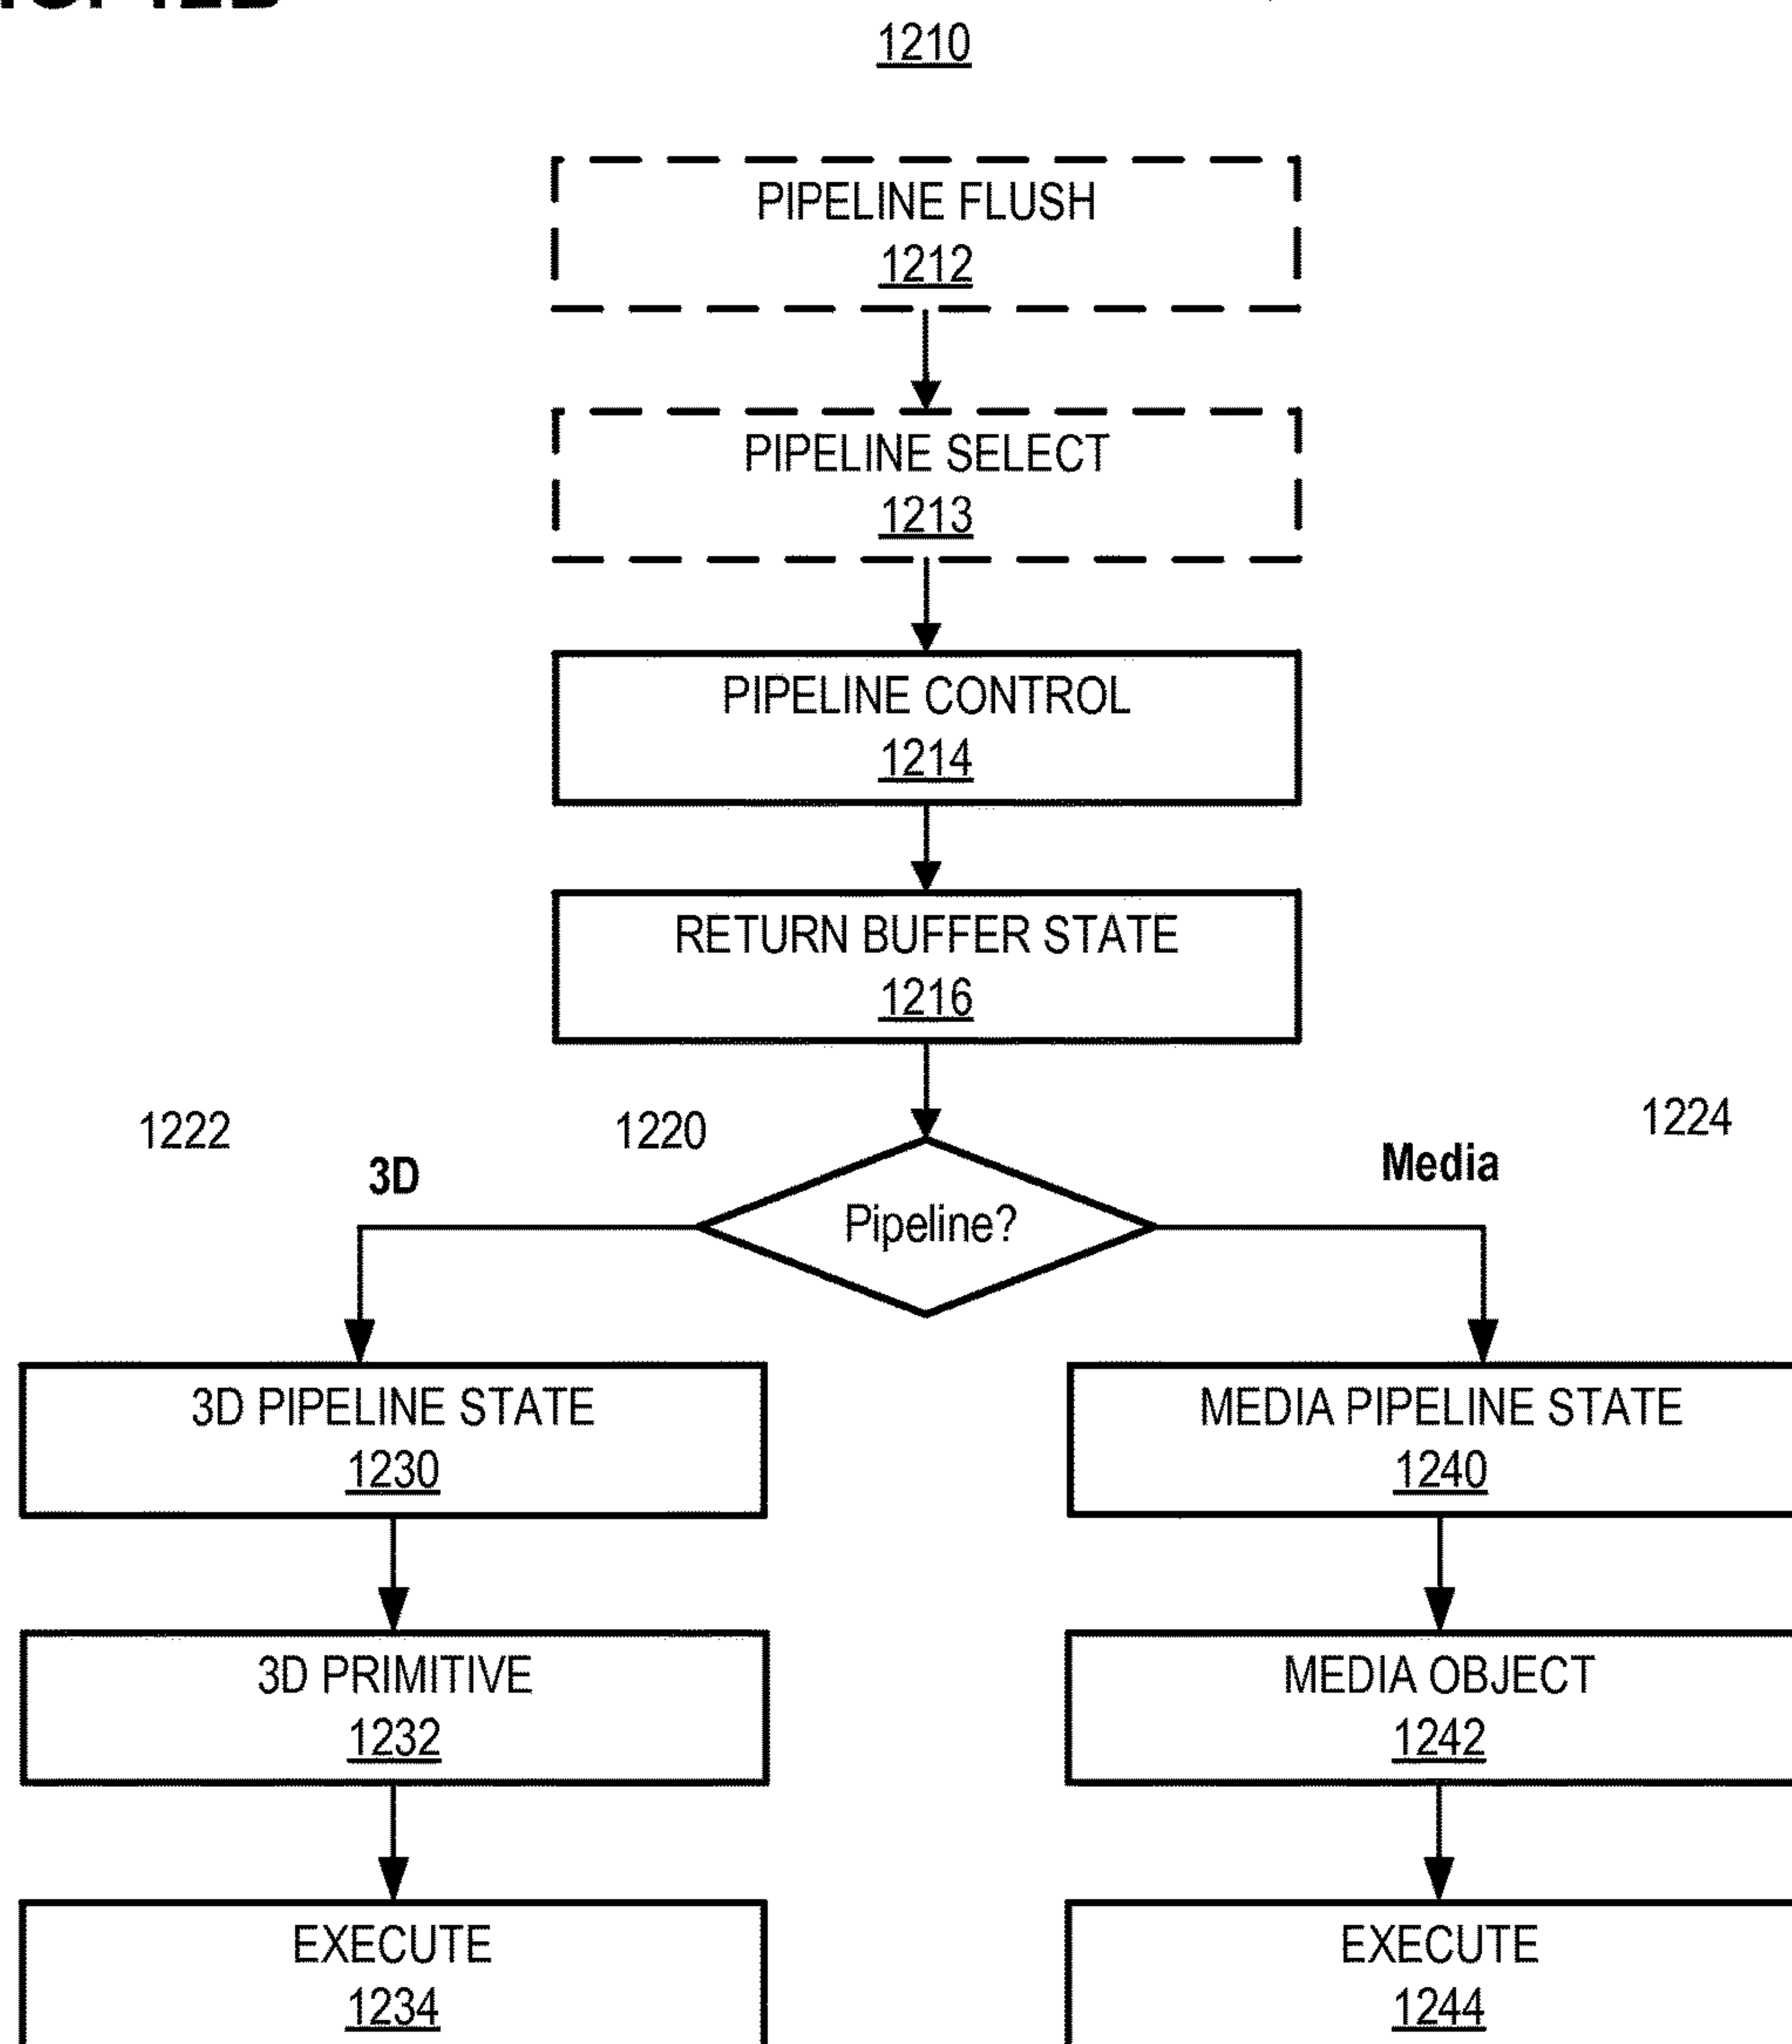 1210
PIPELINE FLUSH
1212
PIPELINE SELECT
1213
PIPELINE CONTROL
1214
RETURN BUFFER STATE
1216
1222
1220
1224
3D
Media
Pipeline?
3D PIPELINE STATE
1230
MEDIA PIPELINE STATE
1240
3D PRIMITIVE
1232
MEDIA OBJECT
1242
EXECUTE
1234
EXECUTE
1244